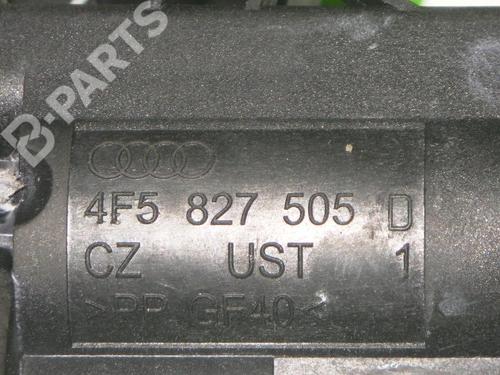 B-PARTS
4F5 827 505 D
CZ UST 1
>PP GF40<